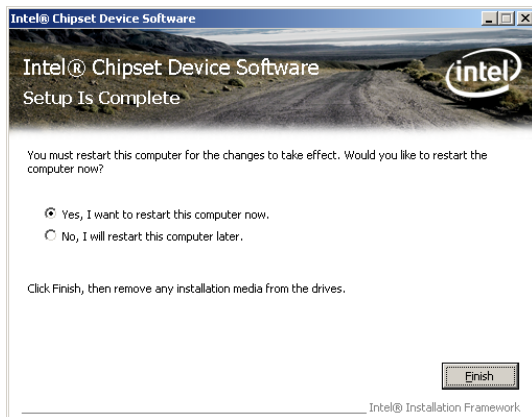 Intel® Chipset Device Software
Intel® Chipset Device Software
Setup Is Complete
intel
You must restart this computer for the changes to take effect. Would you like to restart the
computer now?
Yes, I want to restart this computer now.
No, I will restart this computer later.
Click Finish, then remove any installation media from the drives.
Finish
Intel® Installation Framework